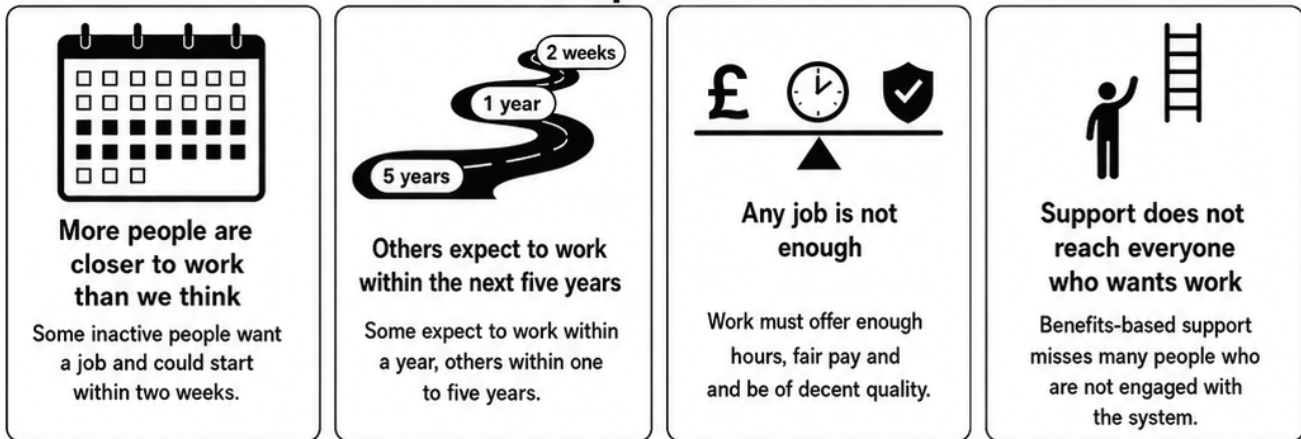 More people are
closer to work
than we think
Some inactive people want
a job and could start
within two weeks.
2 weeks
1 year
5 years
Others expect to work
within the next five years
Some expect to work within
a year, others within one
to five years.
£
Any job is not
enough
Work must offer enough
hours, fair pay and
and be of decent quality.
Support does not
reach everyone
who wants work
Benefits-based support
misses many people who
are not engaged with
the system.